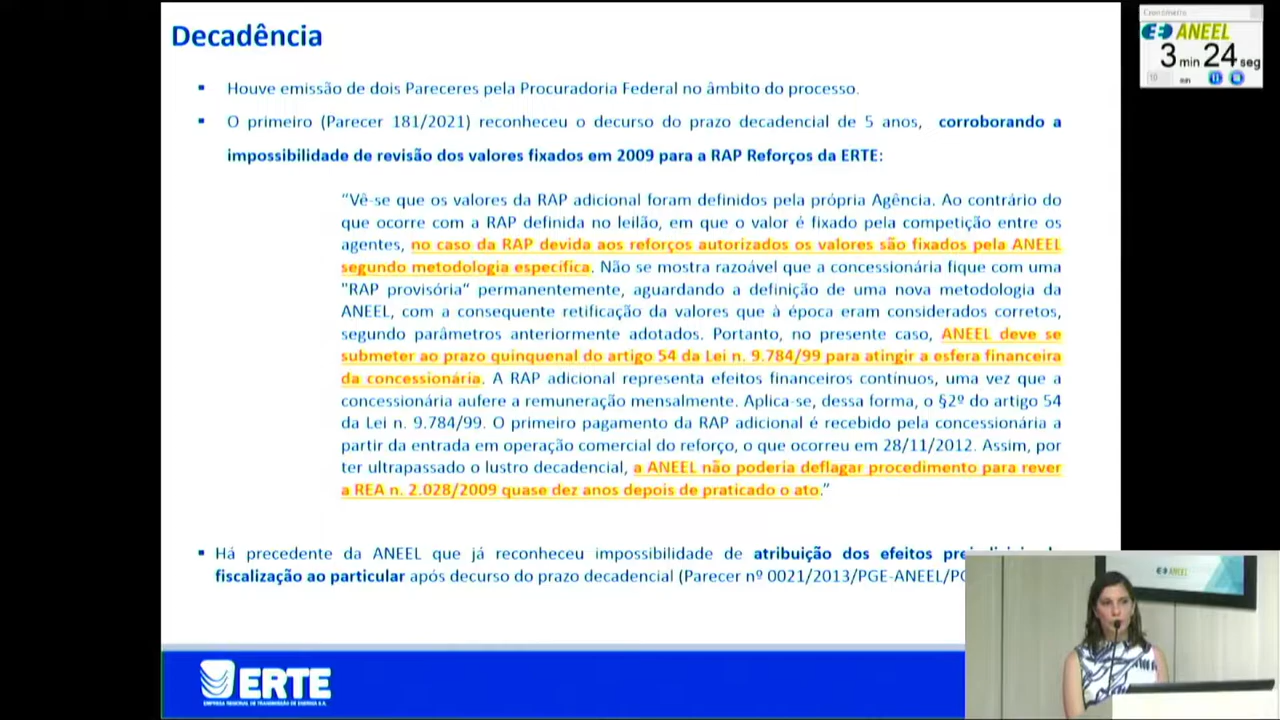 Decadência
Cronômetro
ANEEL
3 min 24 seg
10 min
▪ Houve emissão de dois Pareceres pela Procuradoria Federal no âmbito do processo.
▪ O primeiro (Parecer 181/2021) reconheceu o decurso do prazo decadencial de 5 anos, corroborando a
impossibilidade de revisão dos valores fixados em 2009 para a RAP Reforços da ERTE:
“Vê-se que os valores da RAP adicional foram definidos pela própria Agência. Ao contrário do
que ocorre com a RAP definida no leilão, em que o valor é fixado pela competição entre os
agentes, no caso da RAP devida aos reforços autorizados os valores são fixados pela ANEEL
segundo metodologia específica. Não se mostra razoável que a concessionária fique com uma
"RAP provisória“ permanentemente, aguardando a definição de uma nova metodologia da
ANEEL, com a consequente retificação da valores que à época eram considerados corretos,
segundo parâmetros anteriormente adotados. Portanto, no presente caso, ANEEL deve se
submeter ao prazo quinquenal do artigo 54 da Lei n. 9.784/99 para atingir a esfera financeira
da concessionária. A RAP adicional representa efeitos financeiros contínuos, uma vez que a
concessionária aufere a remuneração mensalmente. Aplica-se, dessa forma, o §2º do artigo 54
da Lei n. 9.784/99. O primeiro pagamento da RAP adicional é recebido pela concessionária a
partir da entrada em operação comercial do reforço, o que ocorreu em 28/11/2012. Assim, por
ter ultrapassado o lustro decadencial, a ANEEL não poderia deflagar procedimento para rever
a REA n. 2.028/2009 quase dez anos depois de praticado o ato.”
▪ Há precedente da ANEEL que já reconheceu impossibilidade de atribuição dos efeitos
fiscalização ao particular após decurso do prazo decadencial (Parecer nº 0021/2013/PGE-ANEEL/
ANEEL
ERTE
EMPRESA REGIONAL DE TRANSMISSÃO DE ENERGIA S.A.